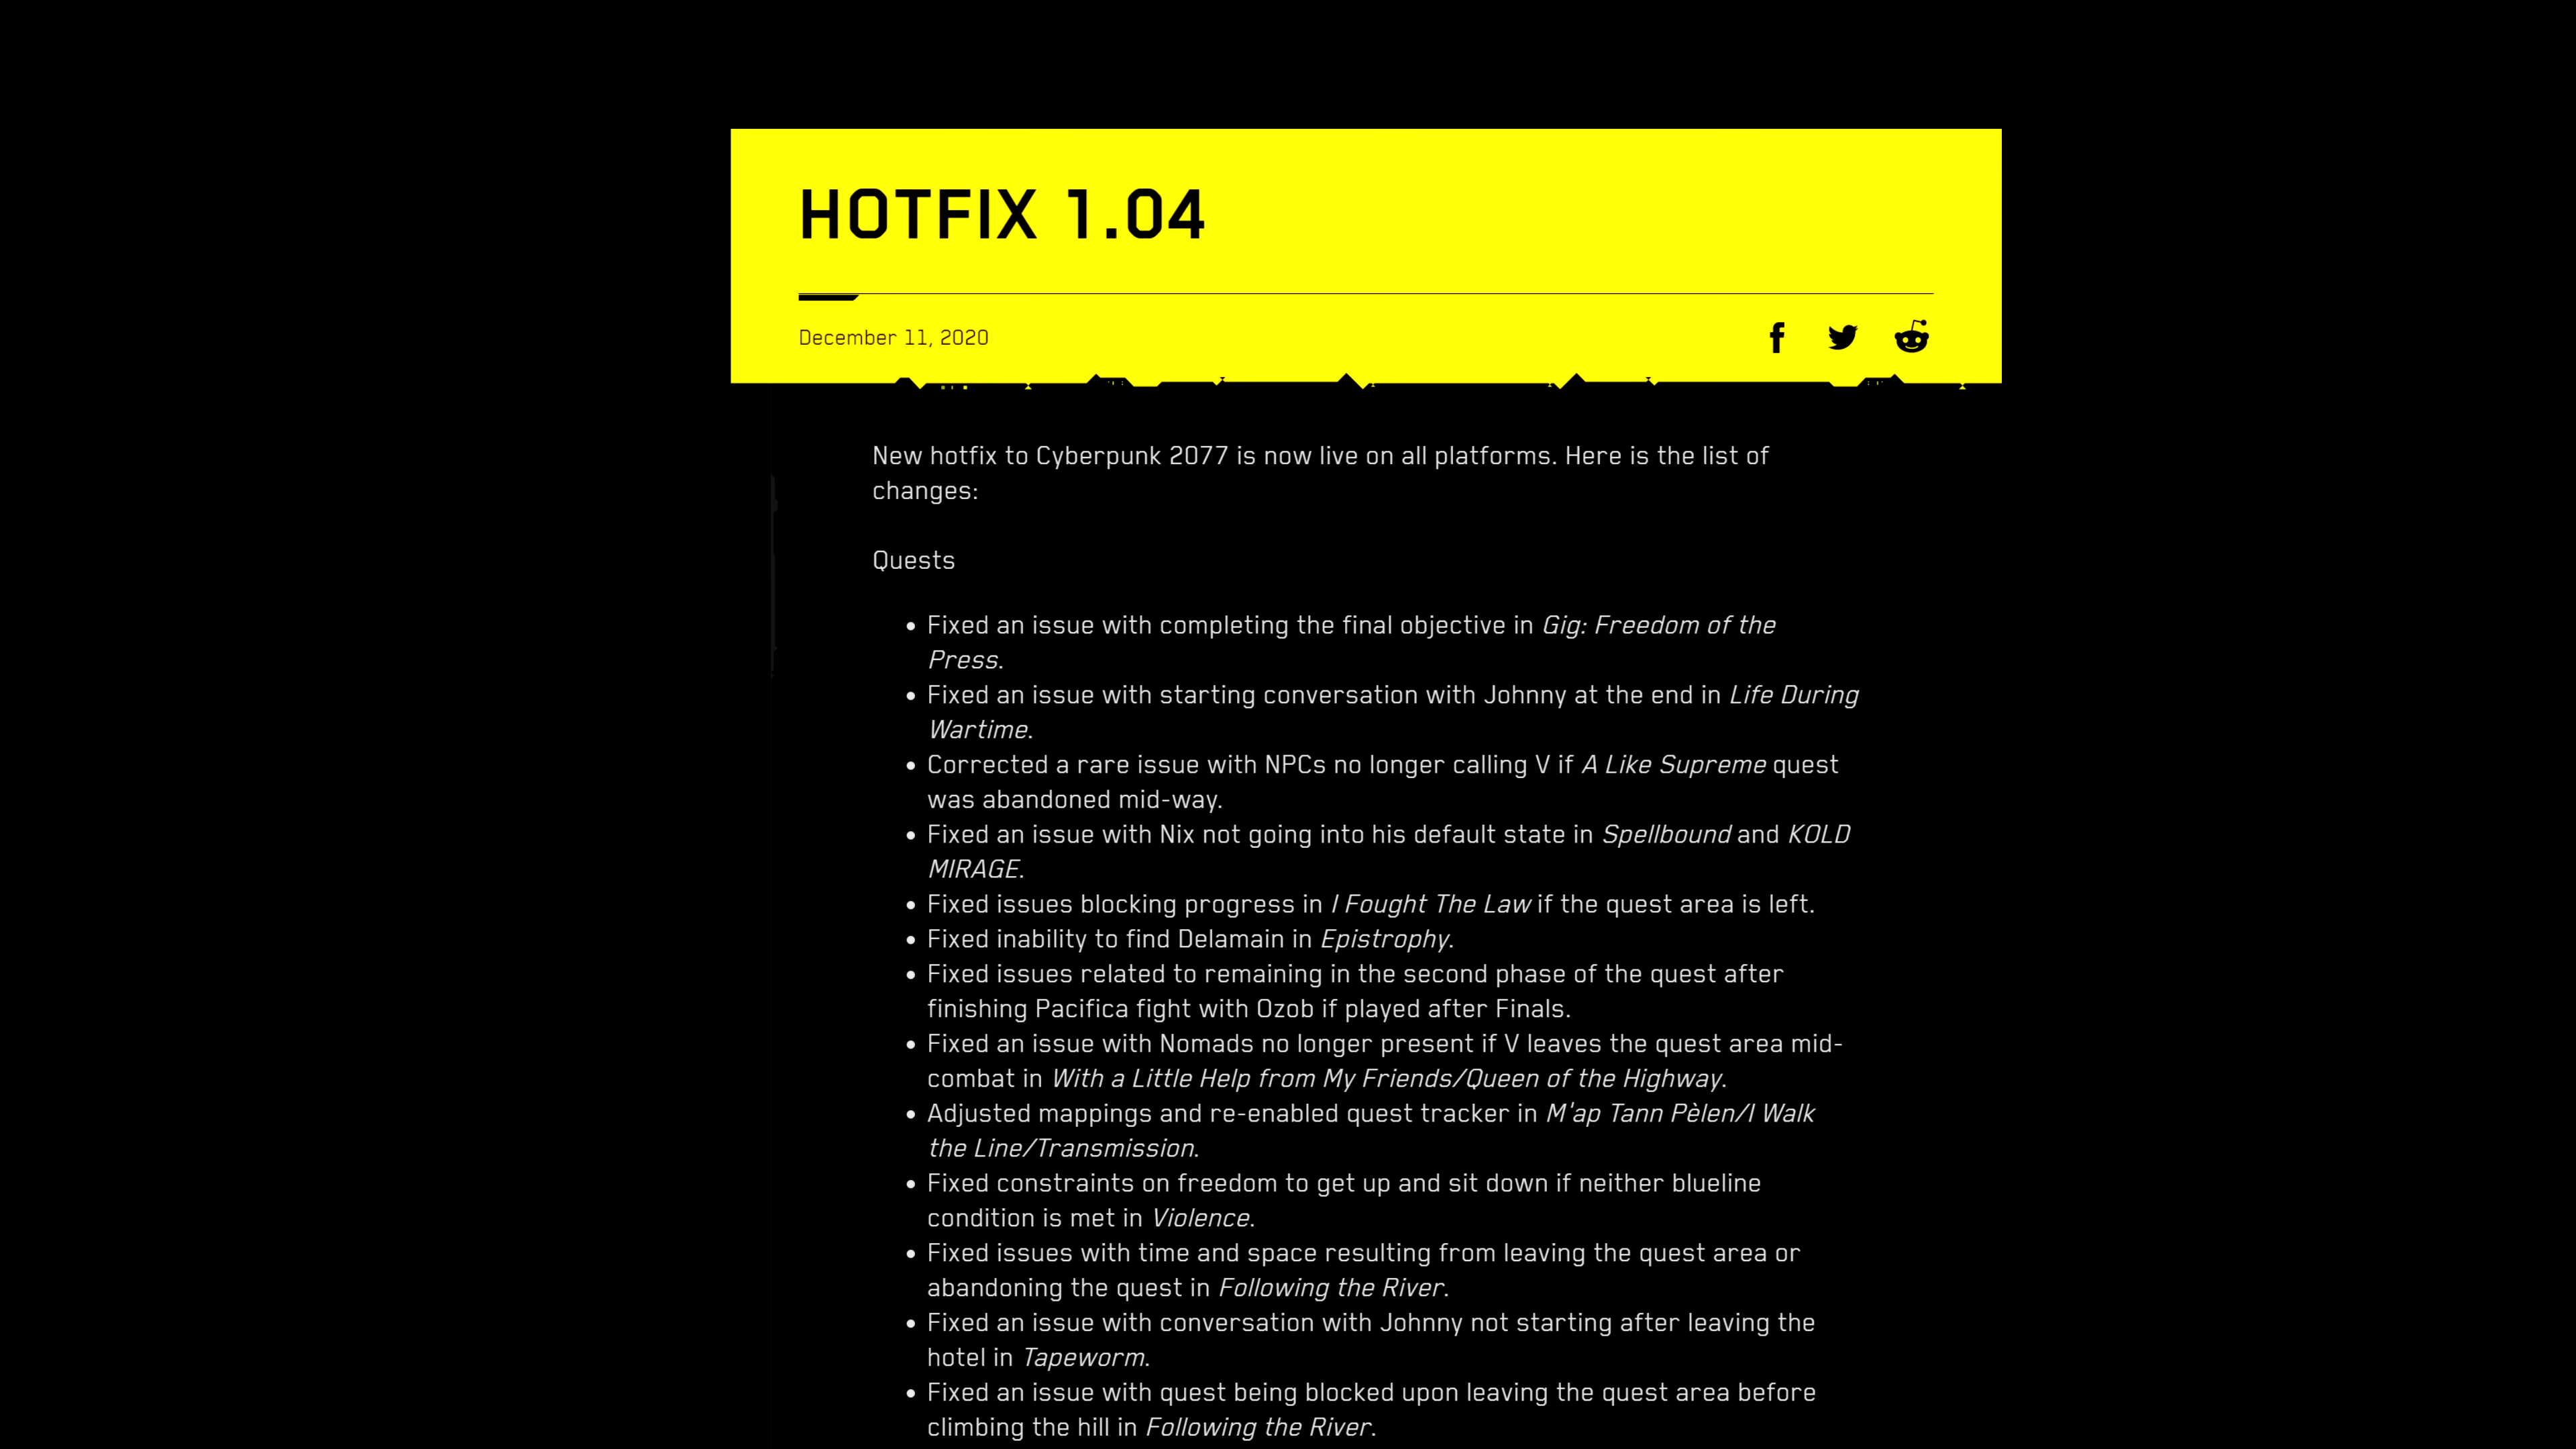 HOTFIX 1.04
December 11, 2020
New hotfix to Cyberpunk 2077 is now live on all platforms. Here is the list of
changes:
Quests
• Fixed an issue with completing the final objective in Gig: Freedom of the
Press.
• Fixed an issue with starting conversation with Johnny at the end in Life During
Wartime.
• Corrected a rare issue with NPCs no longer calling V if A Like Supreme quest
was abandoned mid-way.
• Fixed an issue with Nix not going into his default state in Spellbound and KOLD
MIRAGE.
• Fixed issues blocking progress in I Fought The Law if the quest area is left.
• Fixed inability to find Delamain in Epistrophy.
• Fixed issues related to remaining in the second phase of the quest after
finishing Pacifica fight with Ozob if played after Finals.
• Fixed an issue with Nomads no longer present if V leaves the quest area mid-
combat in With a Little Help from My Friends/Queen of the Highway.
• Adjusted mappings and re-enabled quest tracker in M'ap Tann Pèlen/I Walk
the Line/Transmission.
• Fixed constraints on freedom to get up and sit down if neither blueline
condition is met in Violence.
• Fixed issues with time and space resulting from leaving the quest area or
abandoning the quest in Following the River.
• Fixed an issue with conversation with Johnny not starting after leaving the
hotel in Tapeworm.
• Fixed an issue with quest being blocked upon leaving the quest area before
climbing the hill in Following the River.